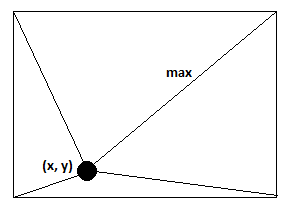 max
(x, y)